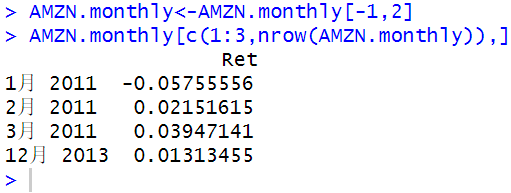 > AMZN.monthly<-AMZN.monthly[-1,2]
> AMZN.monthly[c(1:3,nrow(AMZN.monthly)),]
Ret
1月 2011 -0.05755556
2月 2011 0.02151615
3月 2011 0.03947141
12月 2013 0.01313455
>